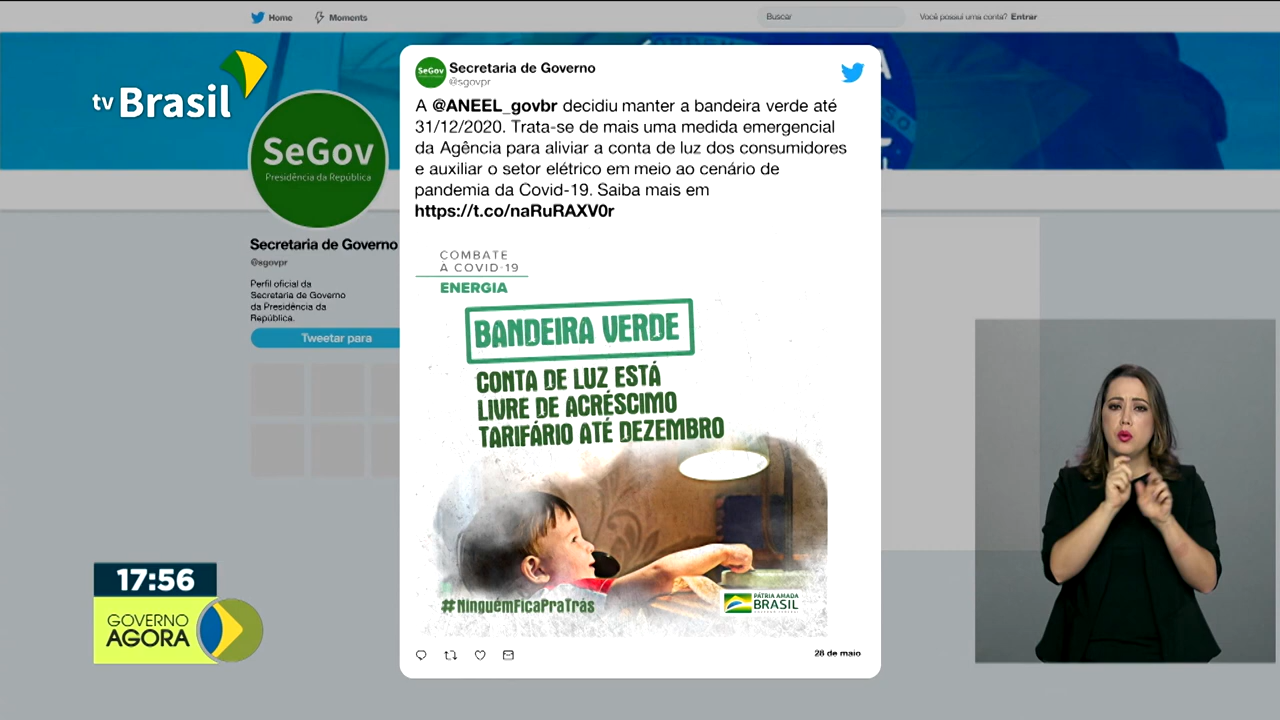 Home
Moments
Buscar
Você possui uma conta? Entrar
tv Brasil
SeGov
Presidência da República
Secretaria de Governo
@sgovpr
Perfil oficial da
Secretaria de Governo
da Presidência da
República.
Tweetar para
SeGov
Secretaria de Governo
@sgovpr
A @ANEEL_govbr decidiu manter a bandeira verde até
31/12/2020. Trata-se de mais uma medida emergencial
da Agência para aliviar a conta de luz dos consumidores
e auxiliar o setor elétrico em meio ao cenário de
pandemia da Covid-19. Saiba mais em
https://t.co/naRuRAXV0r
COMBATE
A COVID-19
ENERGIA
BANDEIRA VERDE
CONTA DE LUZ ESTÁ
LIVRE DE ACRÉSCIMO
TARIFÁRIO ATÉ DEZEMBRO
#NinguémFicaPraTrás
PÁTRIA AMADA
BRASIL
28 de maio
17:56
GOVERNO
AGORA